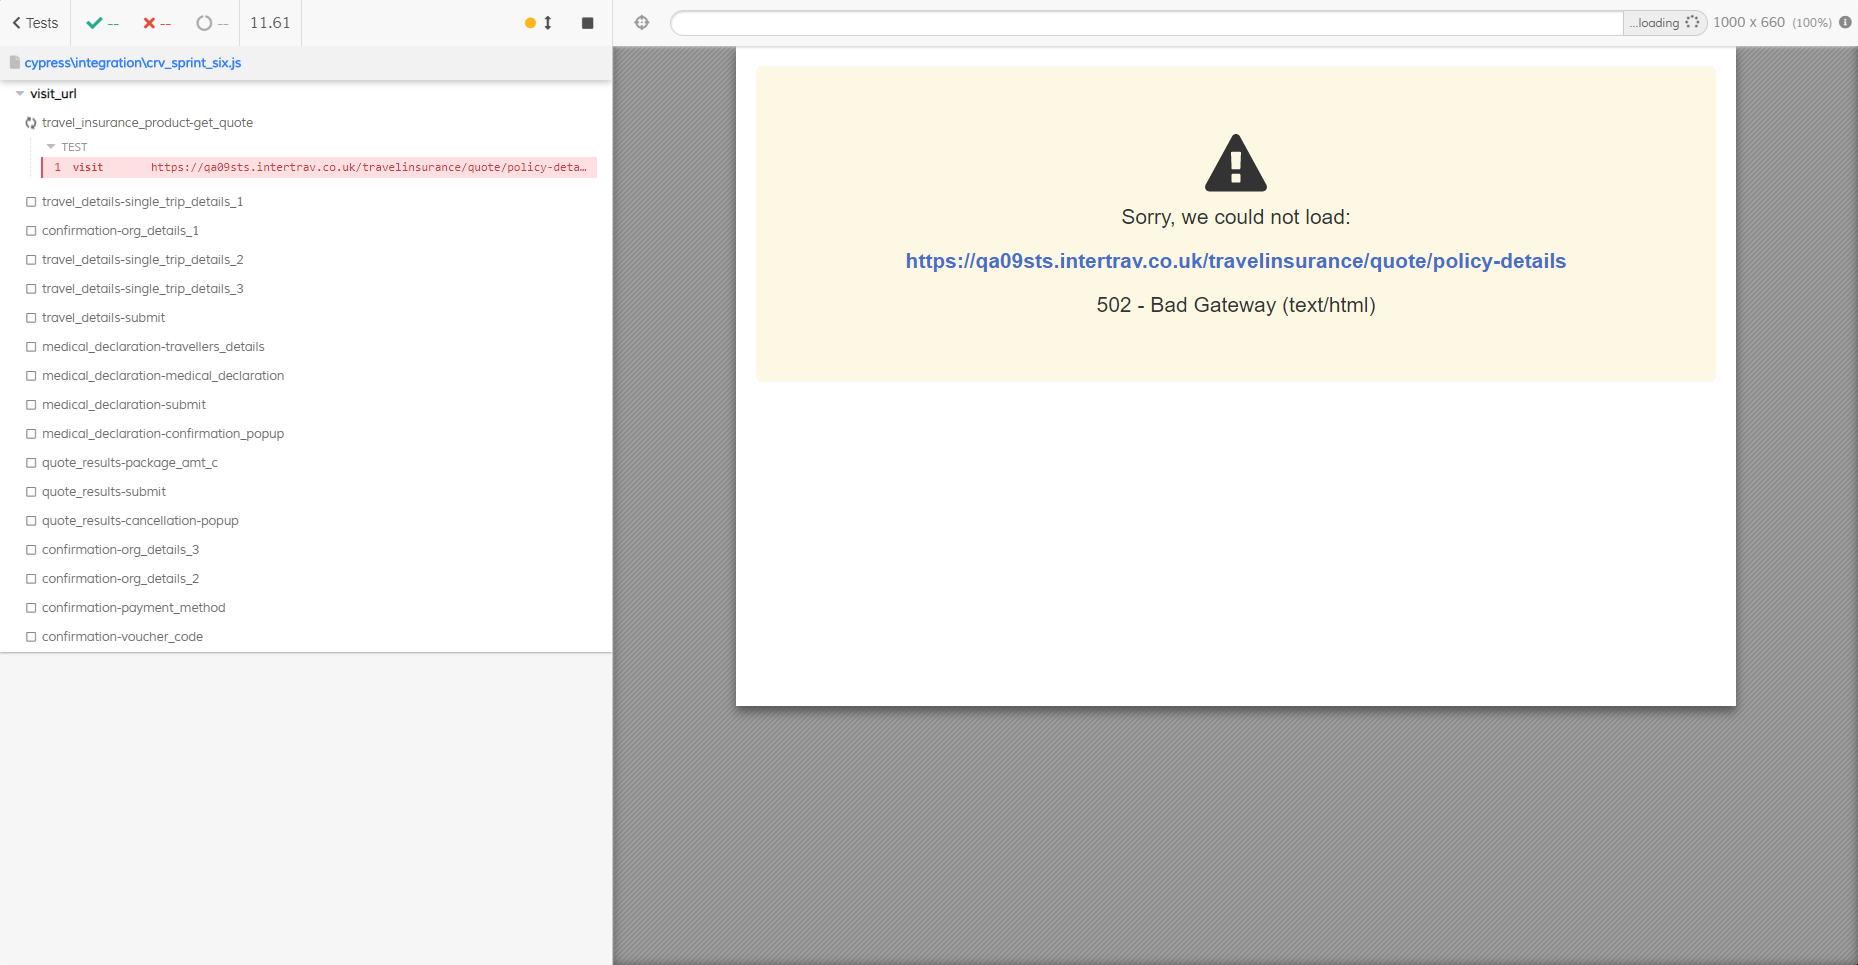 Tests
--
--
--
11.61
...loading
1000 x 660 (100%)
cypress\integration\crv_sprint_six.js
visit_url
travel_insurance_product-get_quote
TEST
1 visit https://qa09sts.intertrav.co.uk/travelinsurance/quote/policy-deta...
travel_details-single_trip_details_1
confirmation-org_details_1
travel_details-single_trip_details_2
travel_details-single_trip_details_3
travel_details-submit
medical_declaration-travellers_details
medical_declaration-medical_declaration
medical_declaration-submit
medical_declaration-confirmation_popup
quote_results-package_amt_c
quote_results-submit
quote_results-cancellation-popup
confirmation-org_details_3
confirmation-org_details_2
confirmation-payment_method
confirmation-voucher_code
Sorry, we could not load:
https://qa09sts.intertrav.co.uk/travelinsurance/quote/policy-details
502 - Bad Gateway (text/html)